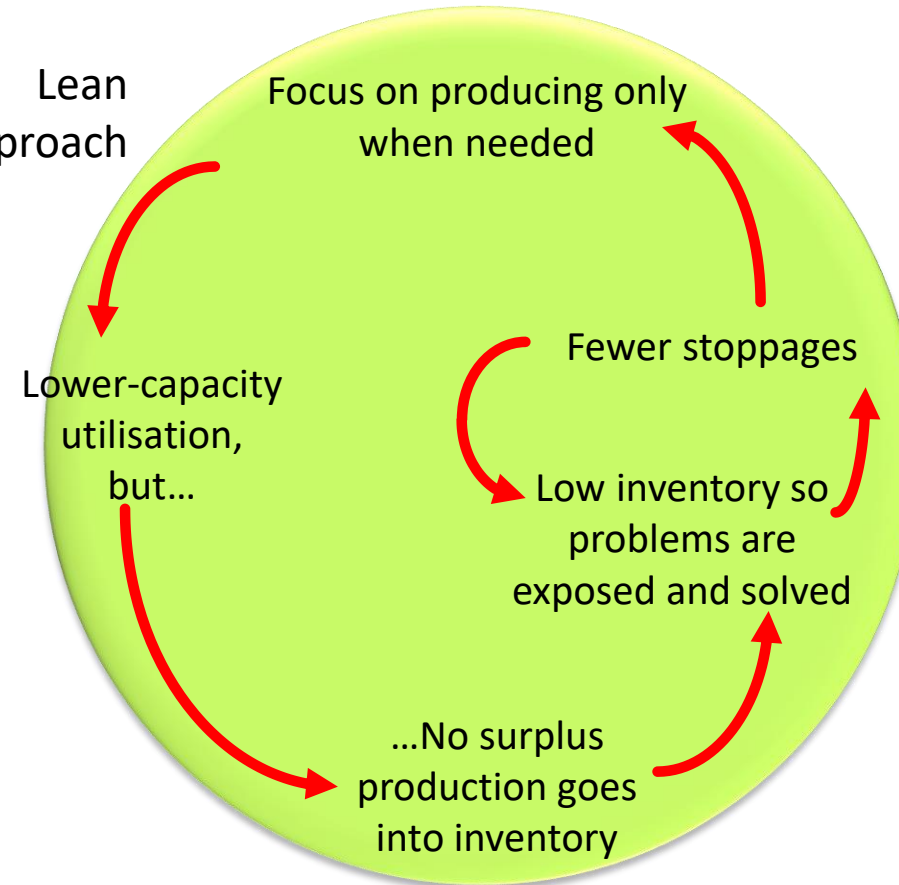 Lean
proach
Focus on producing only
when needed
Lower-capacity
utilisation,
but…
…No surplus
production goes
into inventory
Low inventory so
problems are
exposed and solved
Fewer stoppages